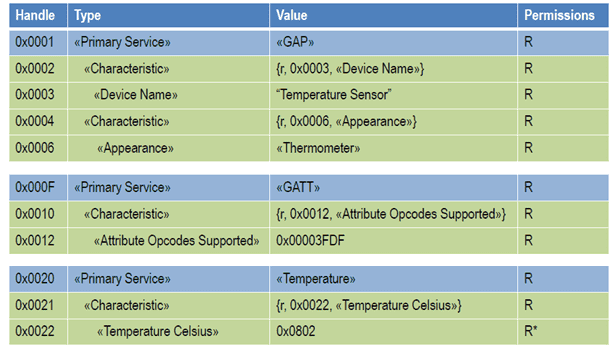 Handle Type Value Permissions
0x0001 «Primary Service» «GAP» R
0x0002 «Characteristic» {r, 0x0003, «Device Name»} R
0x0003 «Device Name» “Temperature Sensor” R
0x0004 «Characteristic» {r, 0x0006, «Appearance»} R
0x0006 «Appearance» «Thermometer» R
0x000F «Primary Service» «GATT» R
0x0010 «Characteristic» {r, 0x0012, «Attribute Opcodes Supported»} R
0x0012 «Attribute Opcodes Supported» 0x00003FDF R
0x0020 «Primary Service» «Temperature» R
0x0021 «Characteristic» {r, 0x0022, «Temperature Celsius»} R
0x0022 «Temperature Celsius» 0x0802 R*